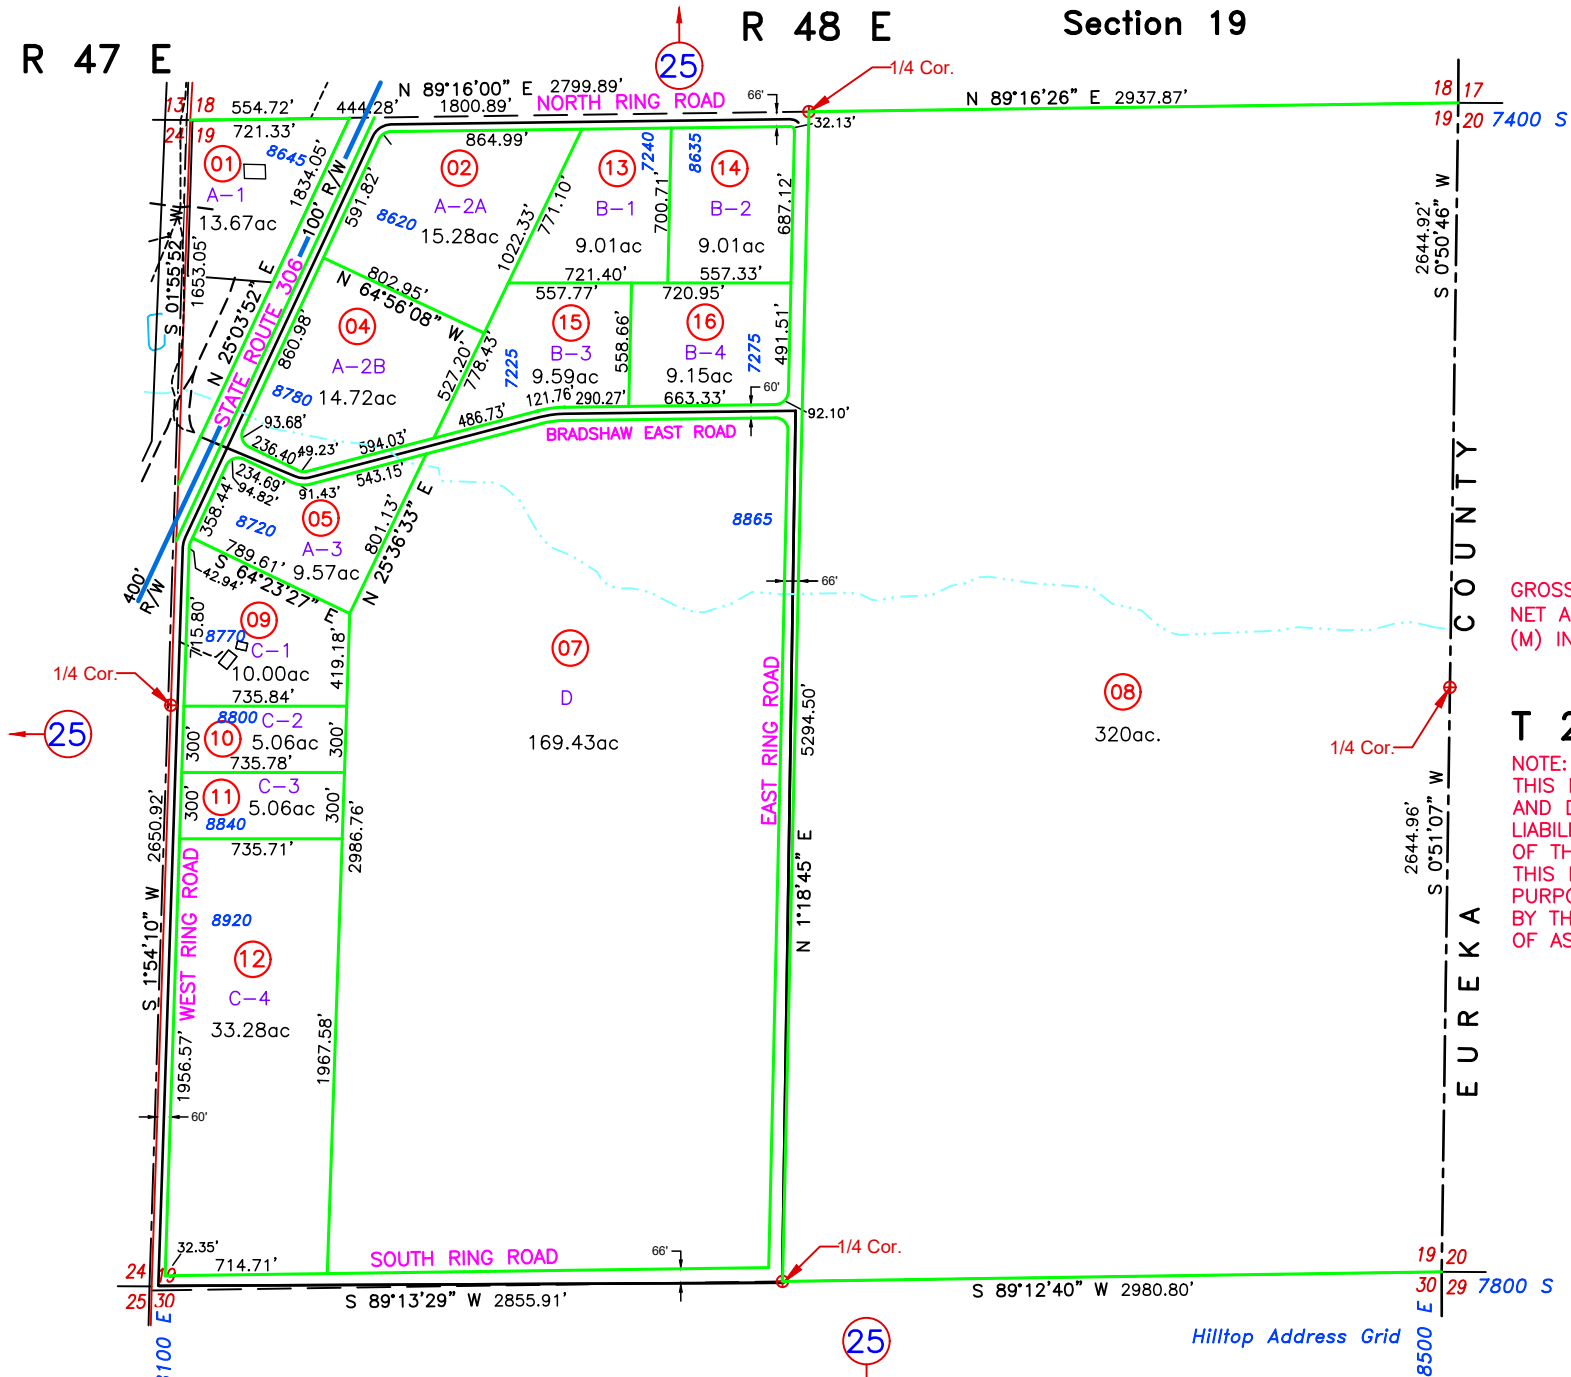 R 47 E
R 48 E
Section 19
25
1/4 Cor.
N 89°16'00" E 2799.89'
N 89°16'26" E 2937.87'
13 18
24 19
18 17
19 20
7400 S
554.72'
444.28'
1800.89'
NORTH RING ROAD
66'
32.13'
721.33'
864.99'
01
8645
A-1
13.67ac
1834.05'
100' R/W
591.82'
02
A-2A
8620
15.28ac
7240
8635
13
B-1
9.01ac
771.10'
1022.33'
700.71'
14
B-2
9.01ac
687.12'
721.40'
557.33'
S 01°55'52" W
1653.05'
N 25°03'52" E
STATE ROUTE 306
802.95'
N 64°56'08" W
04
A-2B
8780
14.72ac
860.98'
527.20'
778.43'
557.77'
720.95'
15
B-3
9.59ac
7225
558.66'
16
B-4
9.15ac
7275
491.51'
60'
121.76'
290.27'
663.33'
92.10'
486.73'
BRADSHAW EAST ROAD
93.68'
236.40'
49.23'
594.03'
543.15'
234.69'
94.82'
91.43'
358.44'
8720
05
A-3
9.57ac
801.13'
N 25°36'33" E
789.61'
S 64°23'27" E
42.94'
400'
R/W
8865
66'
2644.92'
S 0°50'46" W
COUNTY
EUREKA
GROSS
NET A
(M) IN
715.80'
09
8770
C-1
10.00ac
419.18'
735.84'
1/4 Cor.
25
07
D
169.43ac
08
320ac.
1/4 Cor.
T 2
8800
C-2
10
5.06ac
300'
300'
735.78'
C-3
11
5.06ac
300'
300'
8840
735.71'
2650.92'
S 1°54'10" W
WEST RING ROAD
2986.76'
EAST RING ROAD
5294.50'
N 1°18'45" E
2644.96'
S 0°51'07" W
NOTE:
THIS
AND
LIABILI
OF TH
THIS
PURPO
BY TH
OF AS
8920
12
C-4
33.28ac
1956.57'
1967.58'
60'
32.35'
714.71'
SOUTH RING ROAD
66'
1/4 Cor.
24 19
25 30
19 20
30 29
7800 S
S 89°13'29" W 2855.91'
S 89°12'40" W 2980.80'
100 E
25
Hilltop Address Grid
8500 E